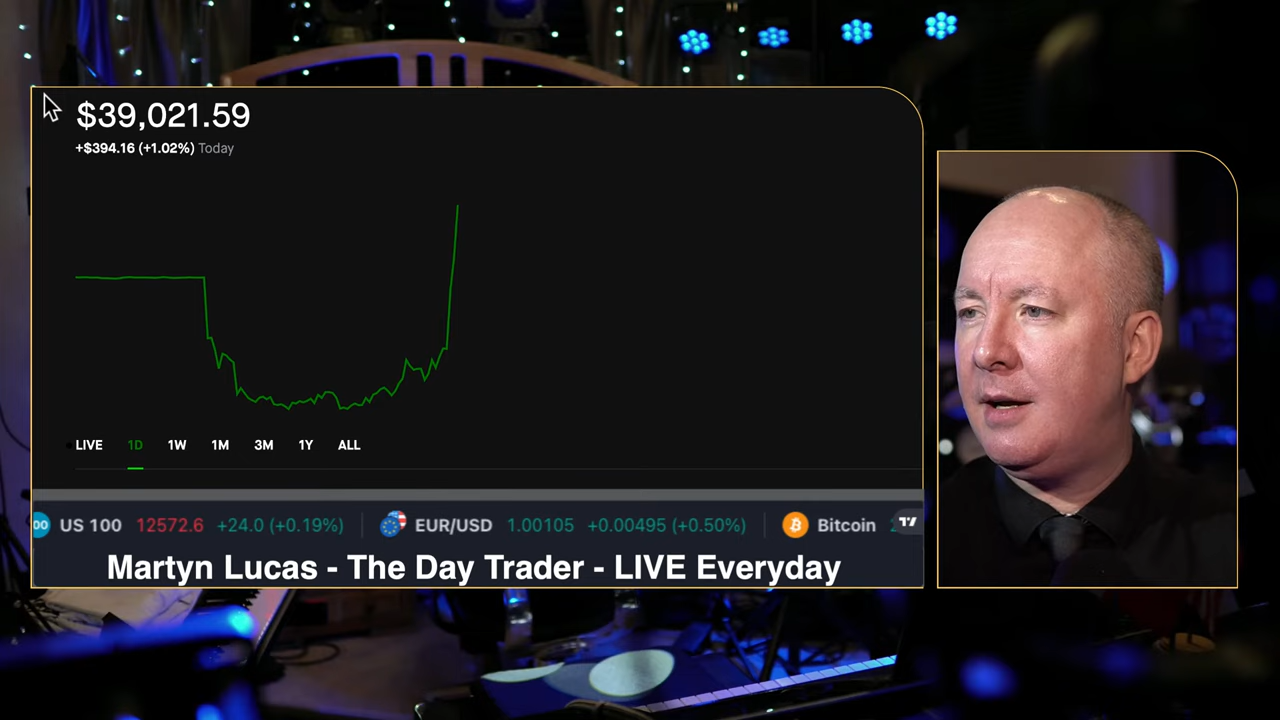 $39,021.59
+$394.16 (+1.02%) Today
LIVE 1D 1W 1M 3M 1Y ALL
US 100 12572.6 +24.0 (+0.19%) EUR/USD 1.00105 +0.00495 (+0.50%) Bitcoin
Martyn Lucas - The Day Trader - LIVE Everyday